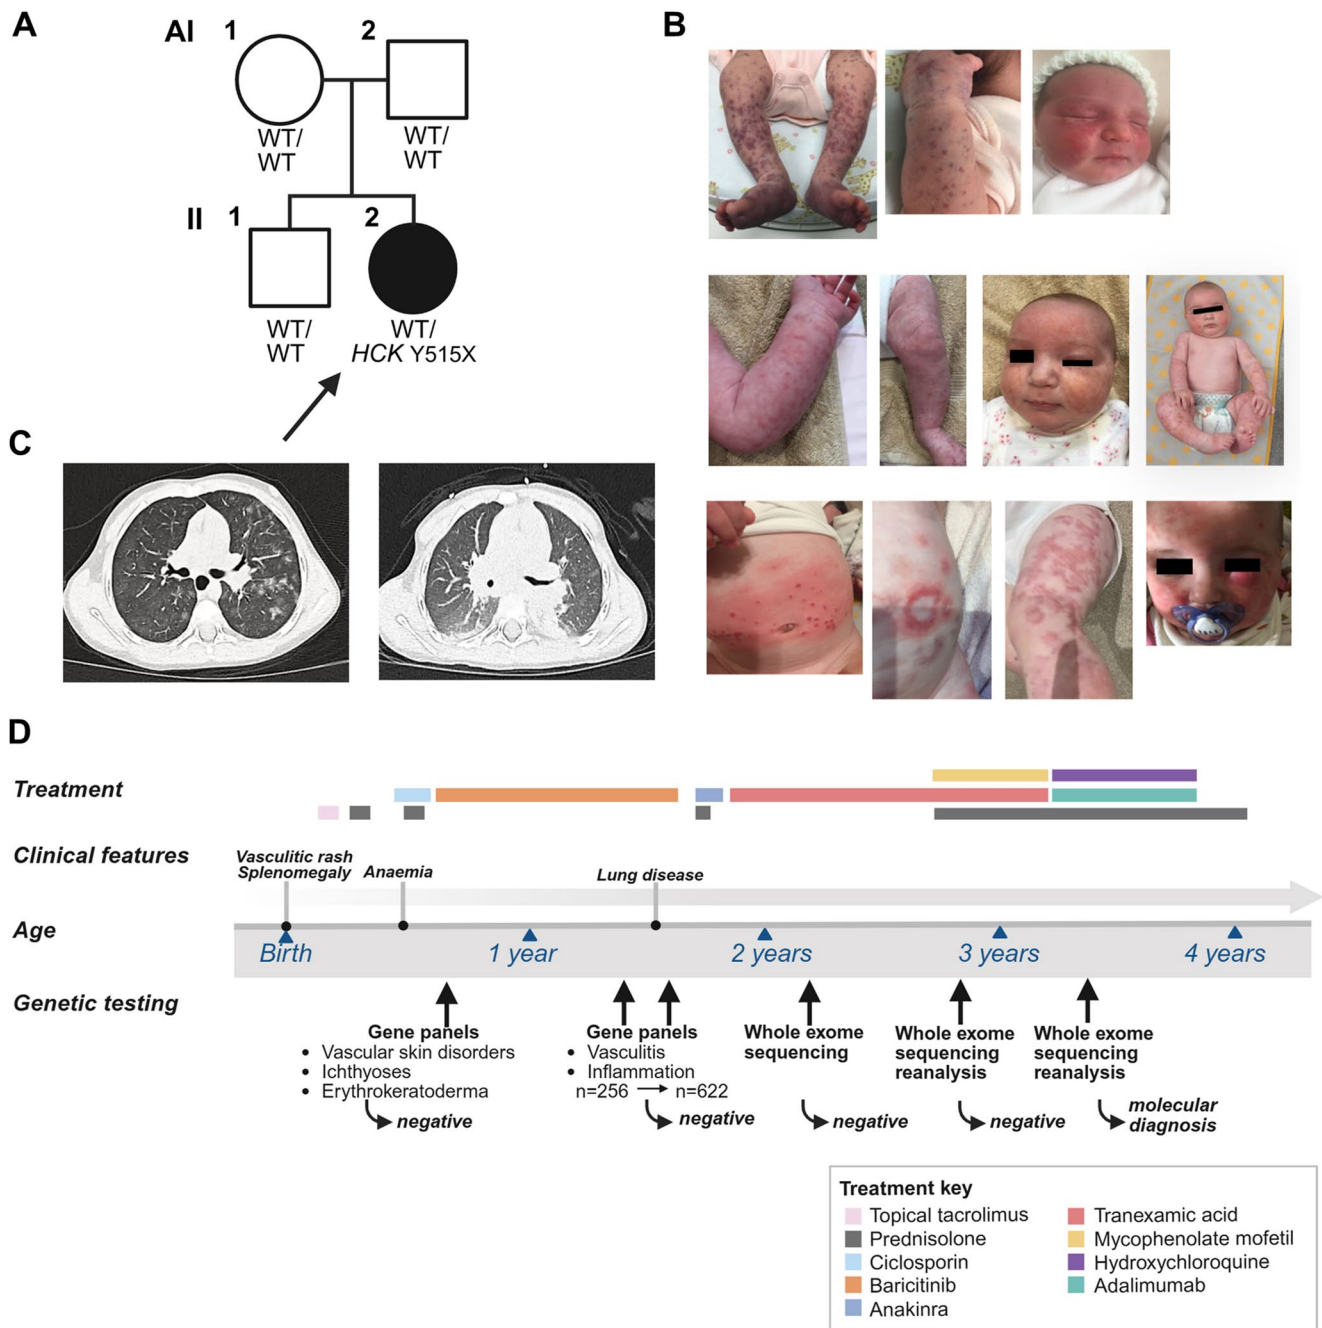 A
AI
1
2
WT/
WT
WT/
WT
II
1
2
WT/
WT
WT/
HCK Y515X
B
C
D
Treatment
Clinical features
Vasculitic rash
Splenomegaly
Anaemia
Lung disease
Age
Birth
1 year
2 years
3 years
4 years
Genetic testing
Gene panels
• Vascular skin disorders
• Ichthyoses
• Erythrokeratoderma
negative
Gene panels
• Vasculitis
• Inflammation
n=256 → n=622
negative
Whole exome
sequencing
negative
Whole exome
sequencing
reanalysis
negative
Whole exome
sequencing
reanalysis
molecular
diagnosis
Treatment key
Topical tacrolimus
Prednisolone
Ciclosporin
Baricitinib
Anakinra
Tranexamic acid
Mycophenolate mofetil
Hydroxychloroquine
Adalimumab